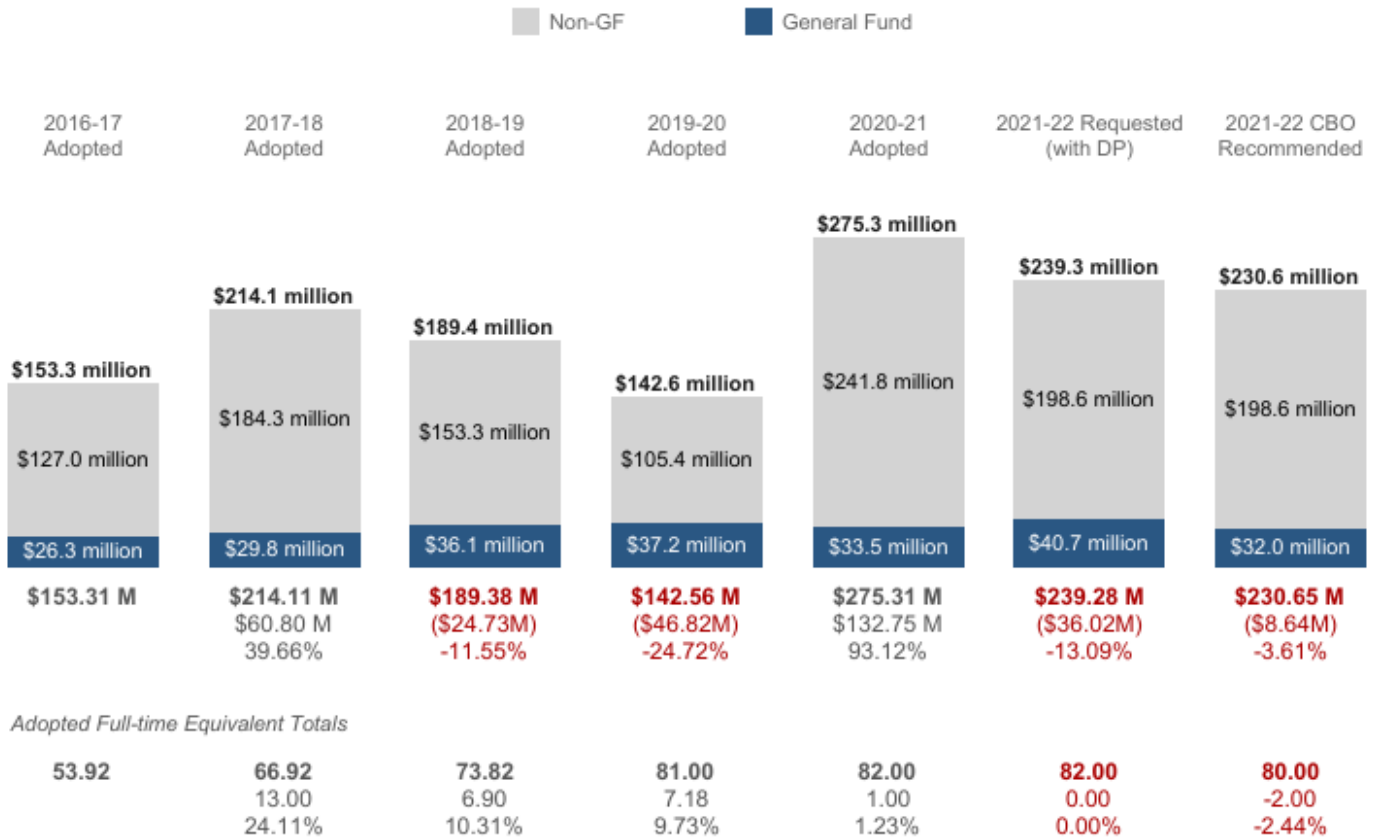 Non-GF General Fund
2016-17 2017-18 2018-19 2019-20 2020-21 2021-22 Requested 2021-22 CBO
Adopted Adopted Adopted Adopted Adopted (with DP) Recommended
$275.3 million
$239.3 million
$230.6 million
$214.1 million
$189.4 million
$153.3 million
$142.6 million
$241.8 million
$198.6 million
$198.6 million
$184.3 million
$153.3 million
$127.0 million
$105.4 million
$26.3 million $29.8 million $36.1 million $37.2 million $33.5 million $40.7 million $32.0 million
$153.31 M $214.11 M $189.38 M $142.56 M $275.31 M $239.28 M $230.65 M
$60.80 M ($24.73M) ($46.82M) $132.75 M ($36.02M) ($8.64M)
39.66% -11.55% -24.72% 93.12% -13.09% -3.61%
Adopted Full-time Equivalent Totals
53.92 66.92 73.82 81.00 82.00 82.00 80.00
13.00 6.90 7.18 1.00 0.00 -2.00
24.11% 10.31% 9.73% 1.23% 0.00% -2.44%